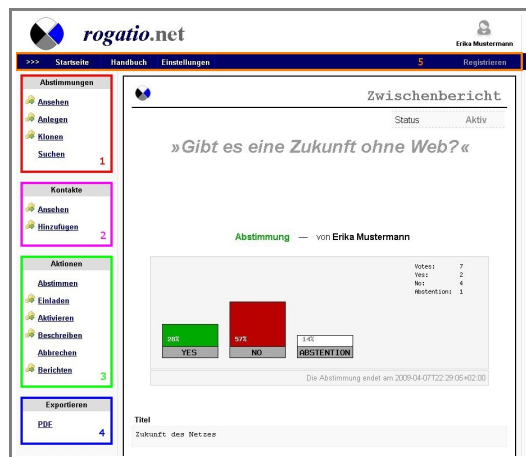 rogatio.net
Erika Mustermann
>>> Startseite Handbuch Einstellungen 5 Registrieren
Abstimmungen
Ansehen
Anlegen
Klonen
Suchen
1
Kontakte
Ansehen
Hinzufügen
2
Aktionen
Abstimmen
Einladen
Aktivieren
Beschreiben
Abbrechen
Berichten
3
Exportieren
PDF
4
Zwischenbericht
Status Aktiv
»Gibt es eine Zukunft ohne Web?«
Abstimmung — von Erika Mustermann
Votes: 7
Yes: 2
No: 4
Abstention: 1
28% 57% 14%
YES NO ABSTENTION
Die Abstimmung endet am 2009-04-07T22:29:05+02:00
Titel
Zukunft des Netzes